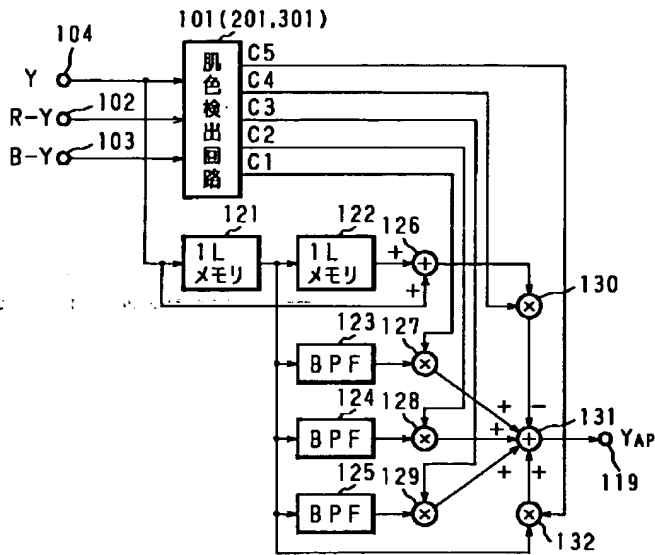 101(201,301)
104
Y
R-Y
102
B-Y
103
肌色検出回路
C5
C4
C3
C2
C1
121
1L
メモリ
122
1L
メモリ
126
+
+
130
123
BPF
127
124
BPF
128
125
BPF
129
+
-
+
131
+
+
YAP
119
132